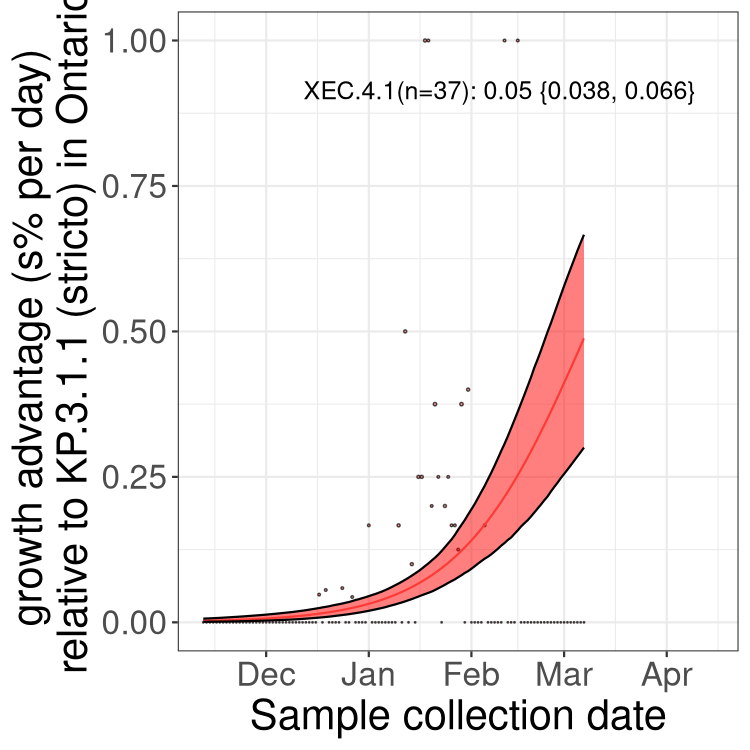 growth advantage (s% per day)
relative to KP.3.1.1 (stricto) in Ontario
1.00
0.75
0.50
0.25
0.00
XEC.4.1(n=37): 0.05 {0.038, 0.066}
Dec Jan Feb Mar Apr
Sample collection date